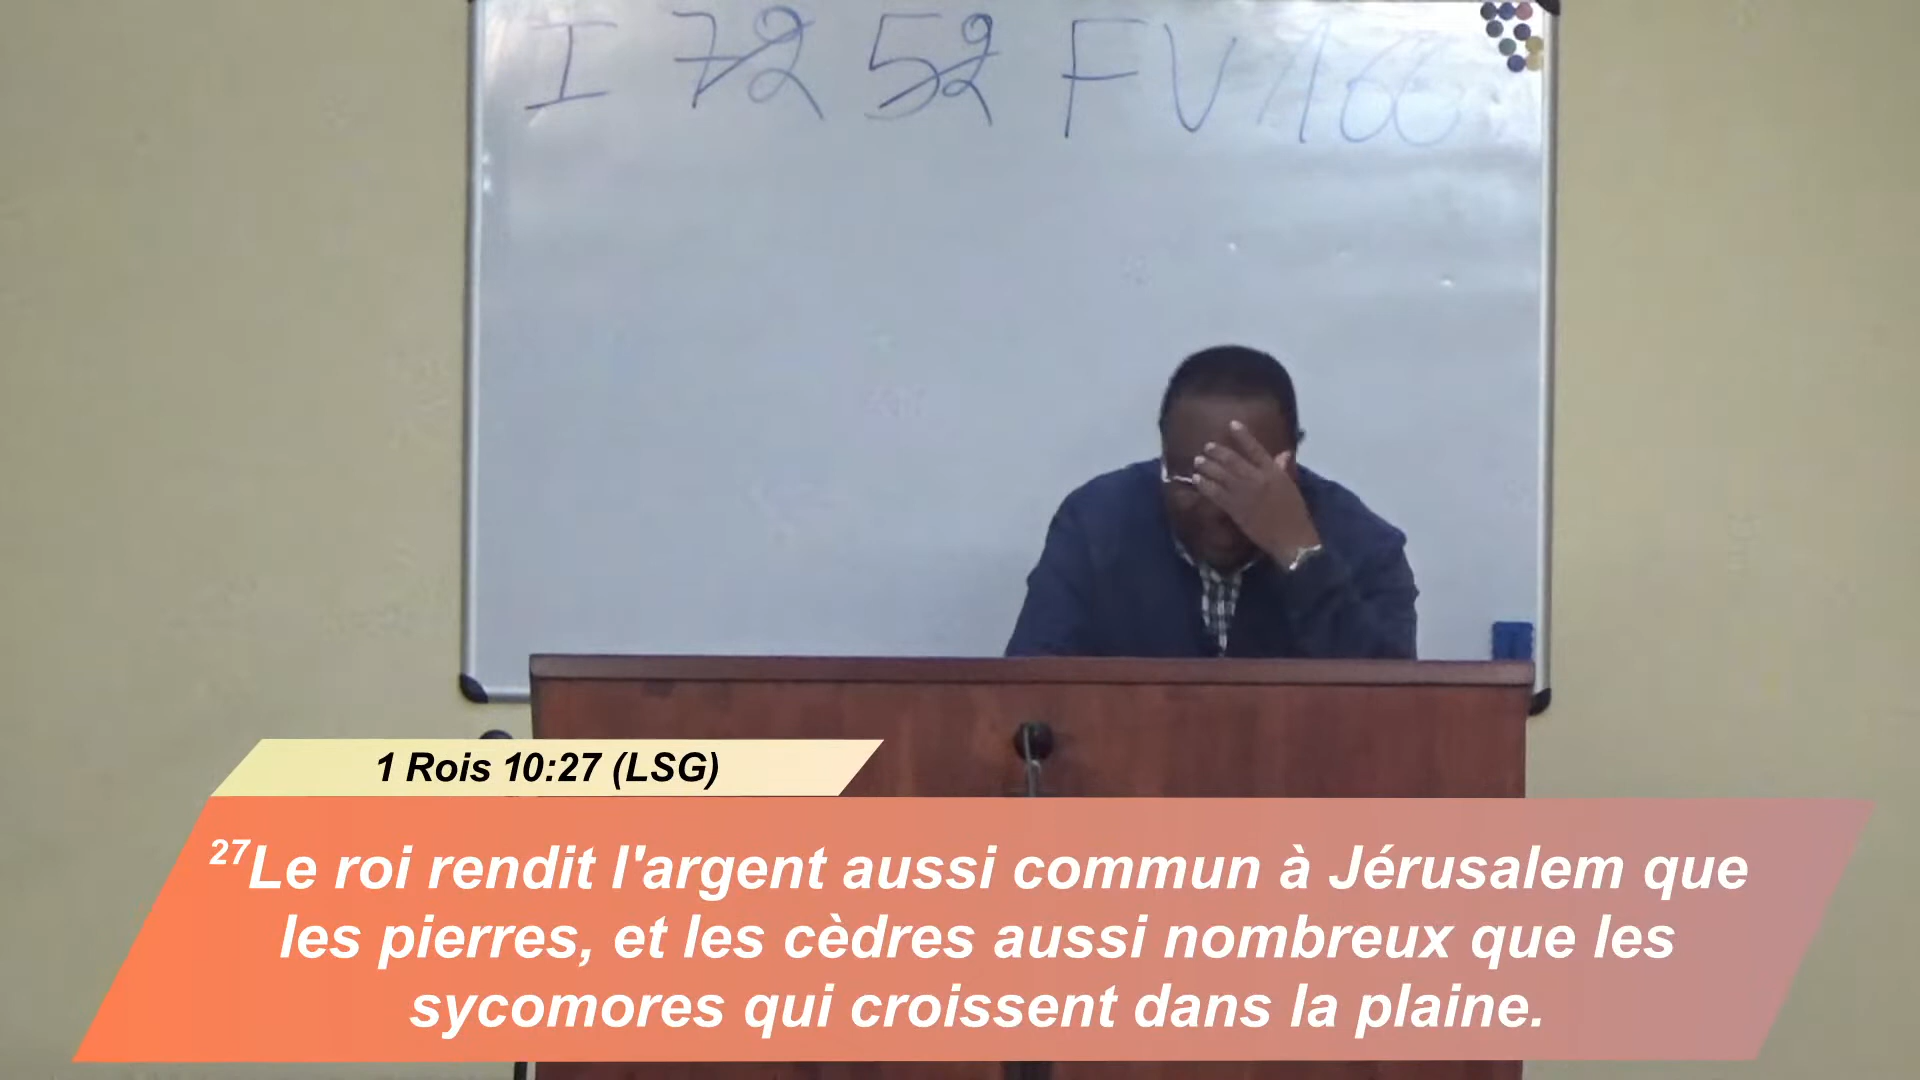 I 72 52 FV 166
1 Rois 10:27 (LSG)
27Le roi rendit l'argent aussi commun à Jérusalem que
les pierres, et les cèdres aussi nombreux que les
sycomores qui croissent dans la plaine.